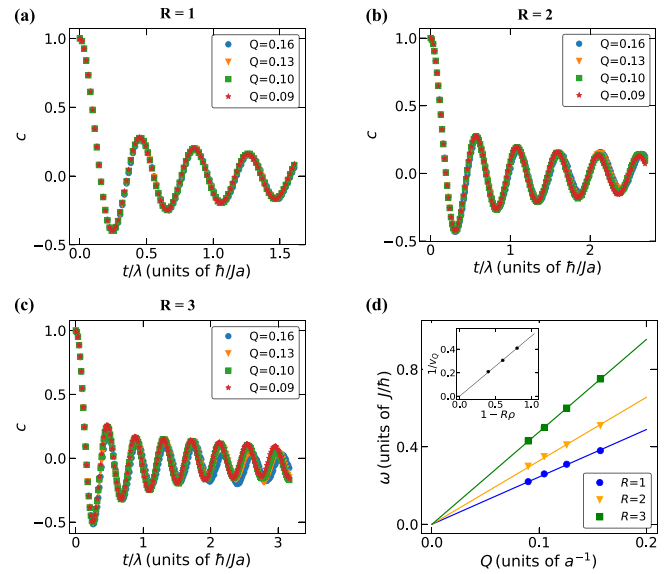 (a) R = 1
Q=0.16
Q=0.13
Q=0.10
Q=0.09
1.0
0.5
0.0
−0.5
c
0.0 0.5 1.0 1.5
t/λ (units of ħ/Ja)
(b) R = 2
Q=0.16
Q=0.13
Q=0.10
Q=0.09
1.0
0.5
0.0
−0.5
c
0 1 2
t/λ (units of ħ/Ja)
(c) R = 3
Q=0.16
Q=0.13
Q=0.10
Q=0.09
1.0
0.5
0.0
−0.5
c
0 1 2 3
t/λ (units of ħ/Ja)
(d)
0.8
0.4
0.0
ω (units of J/ħ)
0.4
0.2
0.0
1/vQ
0.0 0.5 1.0
1 − Rρ
R=1
R=2
R=3
0.0 0.1 0.2
Q (units of a⁻¹)